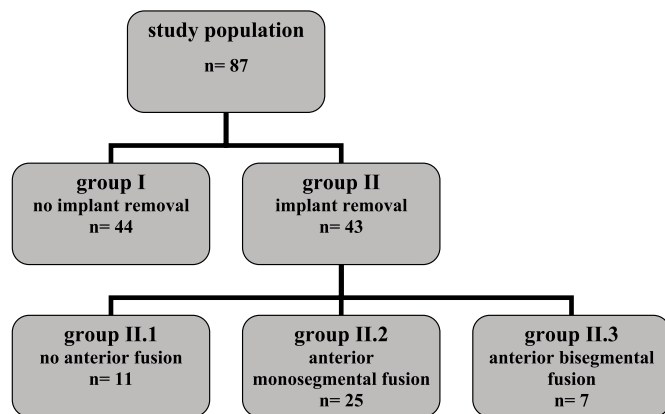 study population
n= 87
group I
no implant removal
n= 44
group II
implant removal
n= 43
group II.1
no anterior fusion
n= 11
group II.2
anterior
monosegmental fusion
n= 25
group II.3
anterior bisegmental
fusion
n= 7